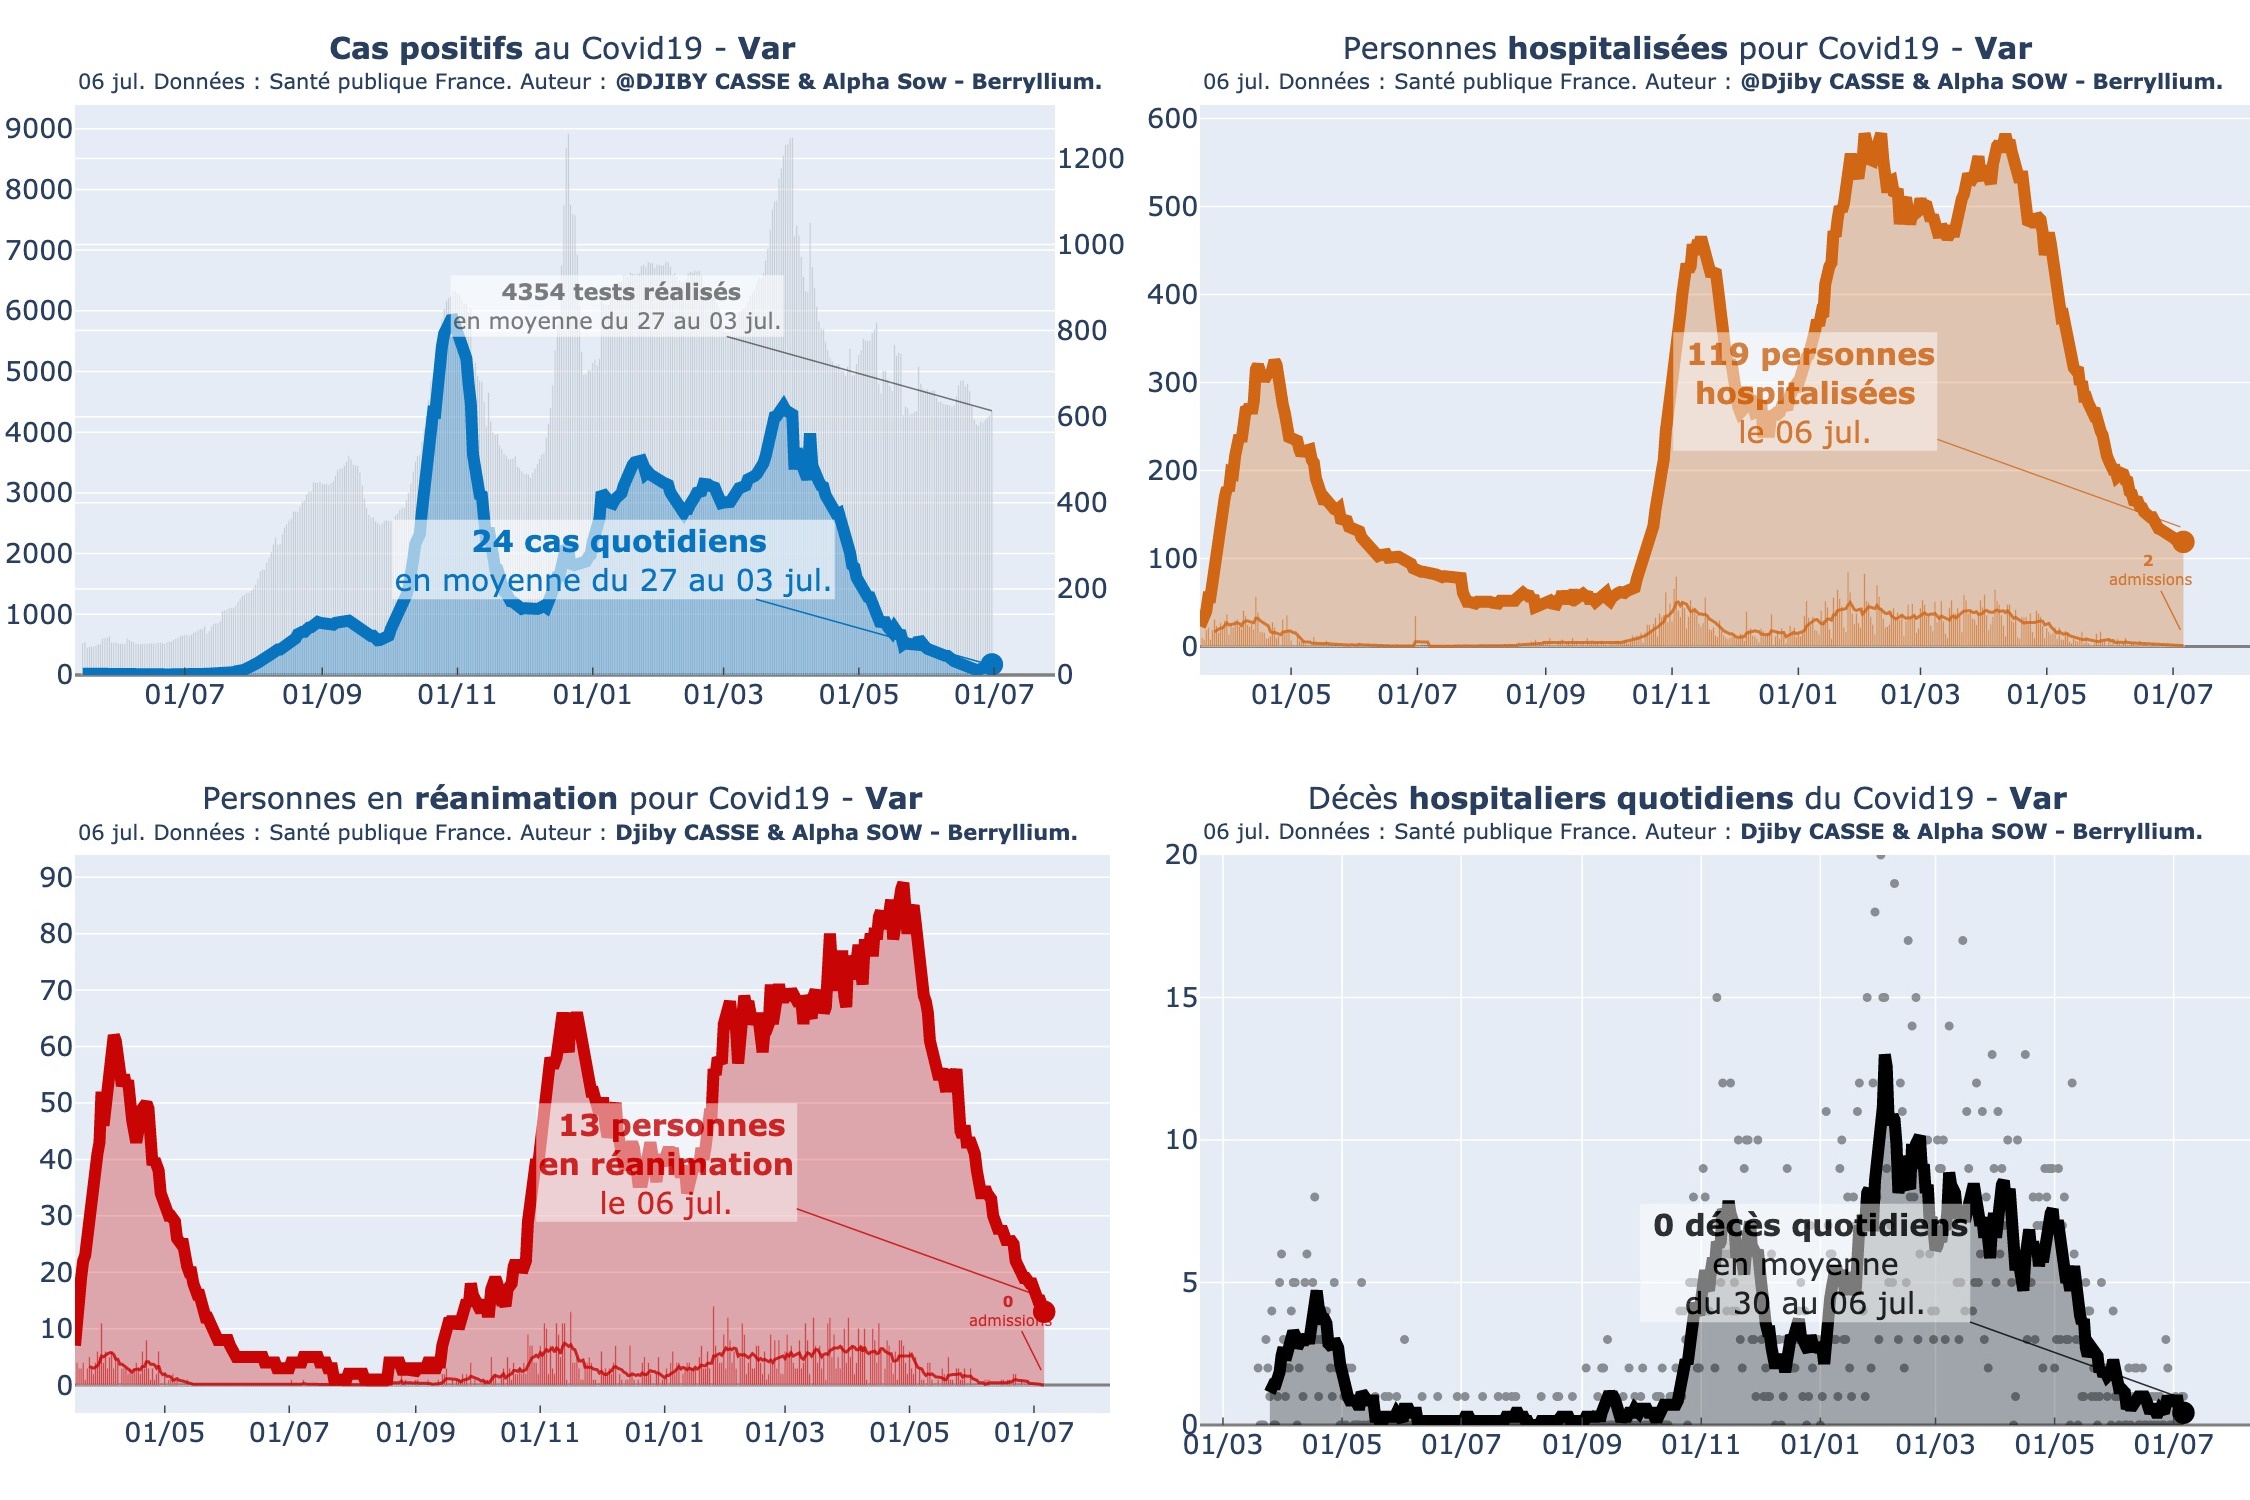 Cas positifs au Covid19 - Var
06 jul. Données : Santé publique France. Auteur : @DJIBY CASSE & Alpha Sow - Berryllium.
9000
8000
7000
6000
5000
4000
3000
2000
1000
0
1200
1000
800
600
400
200
0
4354 tests réalisés
en moyenne du 27 au 03 jul.
24 cas quotidiens
en moyenne du 27 au 03 jul.
01/07 01/09 01/11 01/01 01/03 01/05 01/07
Personnes hospitalisées pour Covid19 - Var
06 jul. Données : Santé publique France. Auteur : @Djiby CASSE & Alpha SOW - Berryllium.
600
500
400
300
200
100
0
119 personnes
hospitalisées
le 06 jul.
2
admissions
01/05 01/07 01/09 01/11 01/01 01/03 01/05 01/07
Personnes en réanimation pour Covid19 - Var
06 jul. Données : Santé publique France. Auteur : Djiby CASSE & Alpha SOW - Berryllium.
90
80
70
60
50
40
30
20
10
0
13 personnes
en réanimation
le 06 jul.
0
admissions
01/05 01/07 01/09 01/11 01/01 01/03 01/05 01/07
Décès hospitaliers quotidiens du Covid19 - Var
06 jul. Données : Santé publique France. Auteur : Djiby CASSE & Alpha SOW - Berryllium.
20
15
10
5
0
0 décès quotidiens
en moyenne
du 30 au 06 jul.
01/03 01/05 01/07 01/09 01/11 01/01 01/03 01/05 01/07